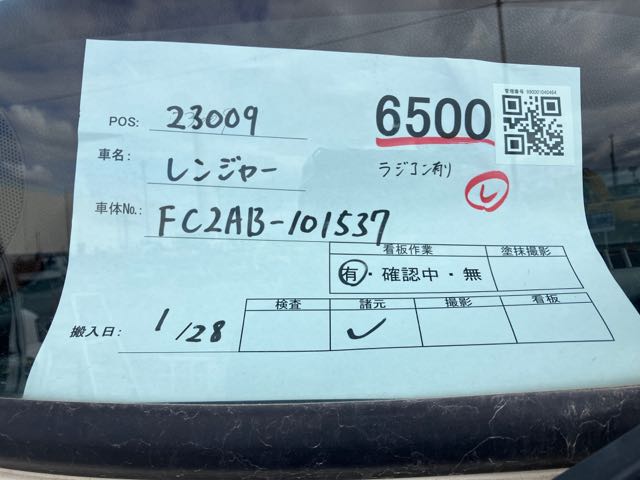 管理番号 990001040464
POS: 23009
6500
車名: レンジャー
ラジコン有り
レ
車体No.: FC2AB-101537
看板作業 塗抹撮影
有・確認中・無
検査 諸元 撮影 看板
搬入日: 1/28 ✓